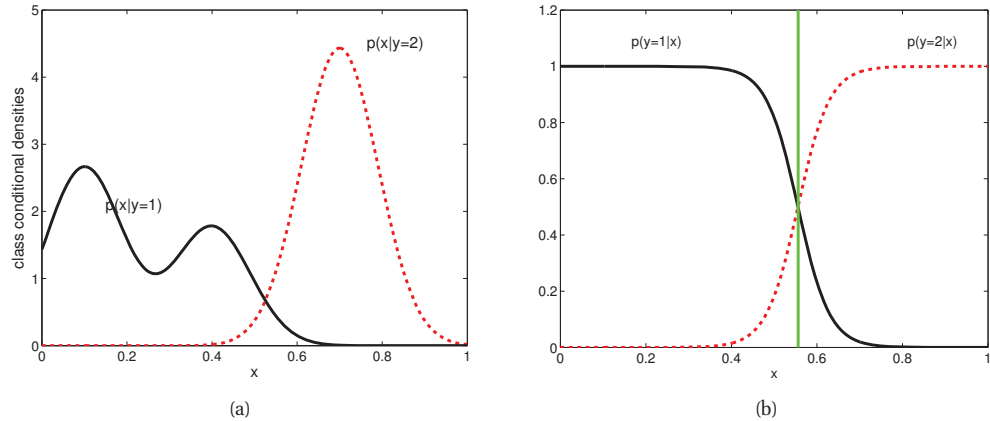 5
4
3
2
1
0
class conditional densities
p(x|y=2)
p(x|y=1)
0 0.2 0.4 0.6 0.8 1
x
(a)
1.2
1
0.8
0.6
0.4
0.2
0
p(y=1|x) p(y=2|x)
0 0.2 0.4 0.6 0.8 1
x
(b)